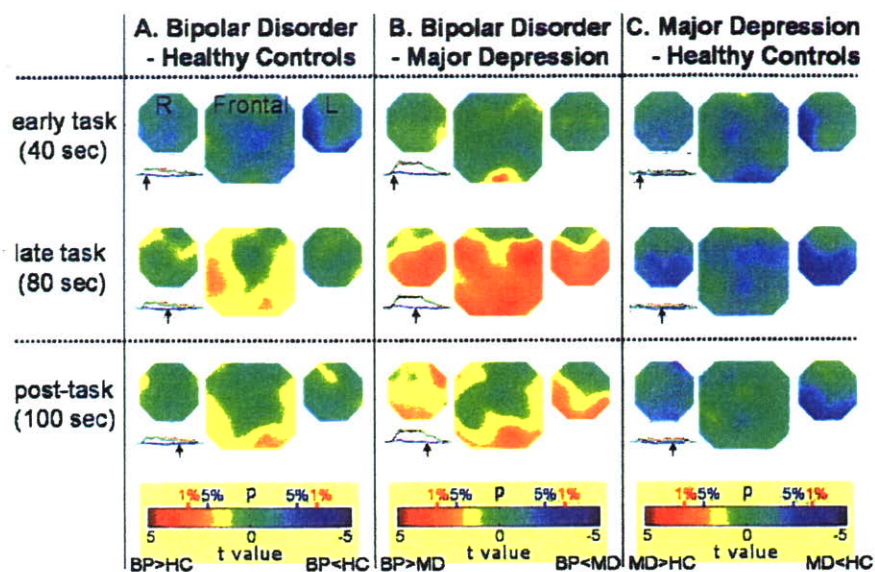 A. Bipolar Disorder - Healthy Controls
B. Bipolar Disorder - Major Depression
C. Major Depression - Healthy Controls
early task (40 sec)
R Frontal L
late task (80 sec)
post-task (100 sec)
1% 5% p 5% 1%
5 0 -5
t value
BP>HC BP<HC
1% 5% p 5% 1%
5 0 -5
t value
BP>MD BP<MD
1% 5% p 5% 1%
5 0 -5
t value
MD>HC MD<HC